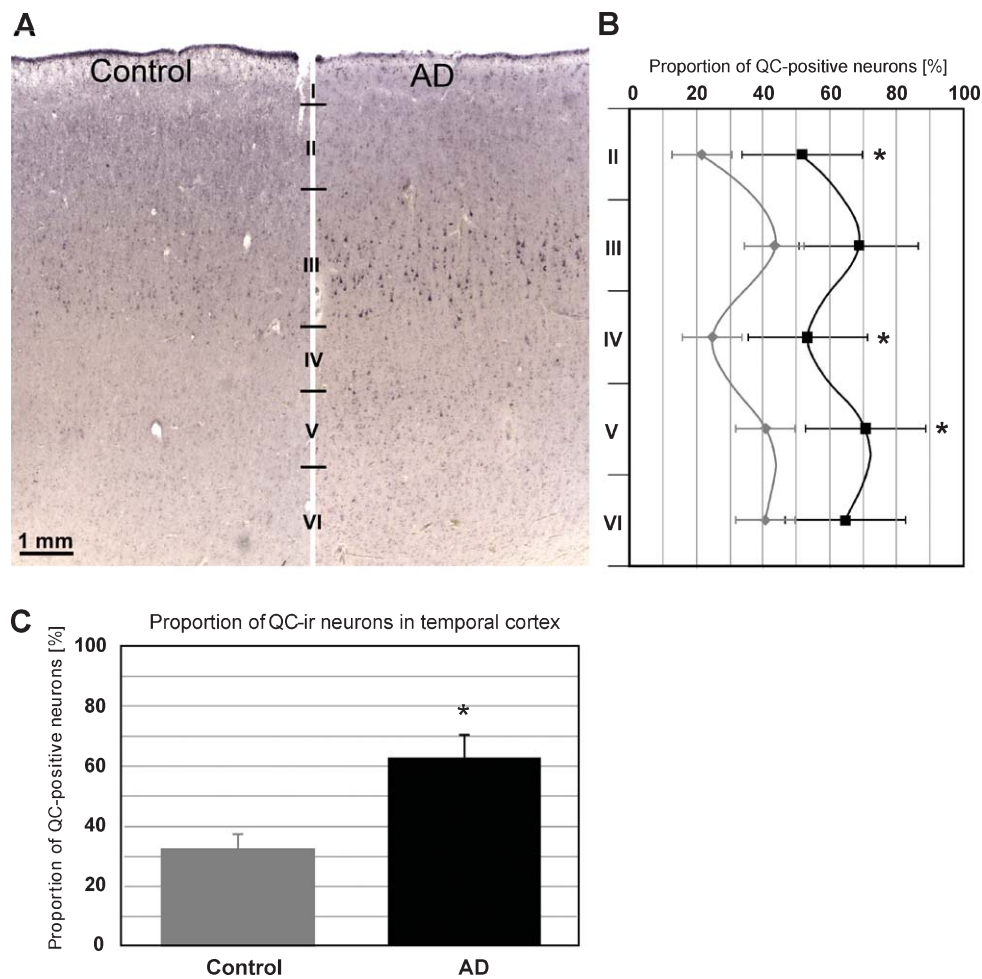 A
Control
AD
I
II
III
IV
V
VI
1 mm
B
Proportion of QC-positive neurons [%]
0 20 40 60 80 100
II *
III
IV *
V *
VI
C
Proportion of QC-ir neurons in temporal cortex
Proportion of QC-positive neurons [%]
100
80
60
40
20
0
*
Control AD